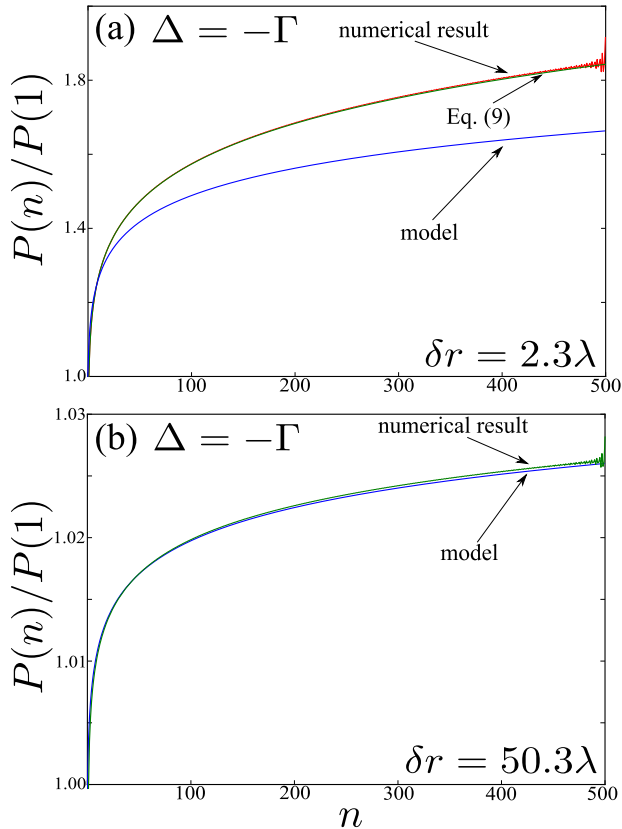 (a) Δ = −Γ
numerical result
1.8
Eq. (9)
P(n)/P(1)
1.4
model
δr = 2.3λ
1.0
100 200 300 400 500
1.03
(b) Δ = −Γ
numerical result
1.02
model
P(n)/P(1)
1.01
δr = 50.3λ
1.00
100 200 300 400 500
n